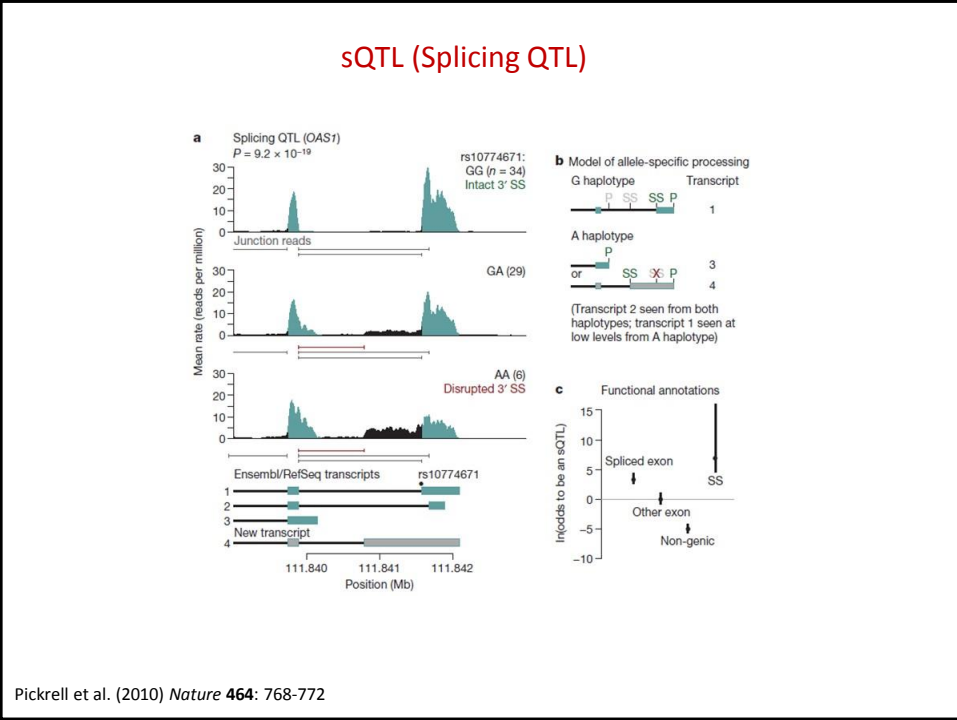 sQTL (Splicing QTL)
a Splicing QTL (OAS1)
P = 9.2 × 10⁻¹⁹
rs10774671:
GG (n = 34)
Intact 3′ SS
30
20
10
0
Junction reads
GA (29)
30
20
10
0
Mean rate (reads per million)
AA (6)
Disrupted 3′ SS
30
20
10
0
Ensembl/RefSeq transcripts rs10774671
1
2
3
New transcript
4
111.840 111.841 111.842
Position (Mb)
b Model of allele-specific processing
G haplotype Transcript
P SS SS P
1
A haplotype
P
3
or SS SS X P
4
(Transcript 2 seen from both
haplotypes; transcript 1 seen at
low levels from A haplotype)
c Functional annotations
15
10
5
0
−5
−10
ln(odds to be an sQTL)
Spliced exon
SS
Other exon
Non-genic
Pickrell et al. (2010) Nature 464: 768-772